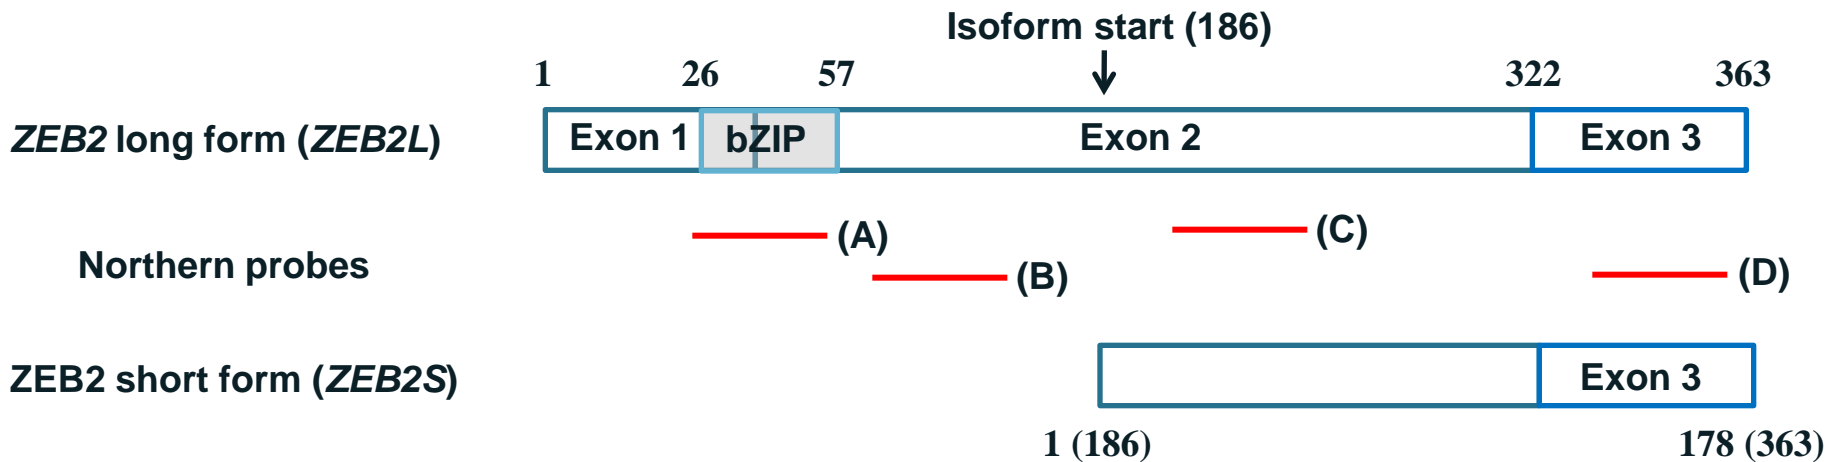 Isoform start (186)
1 26 57 322 363
ZEB2 long form (ZEB2L) Exon 1 bZIP Exon 2 Exon 3
(A) (C)
Northern probes (B) (D)
ZEB2 short form (ZEB2S) Exon 3
1 (186) 178 (363)